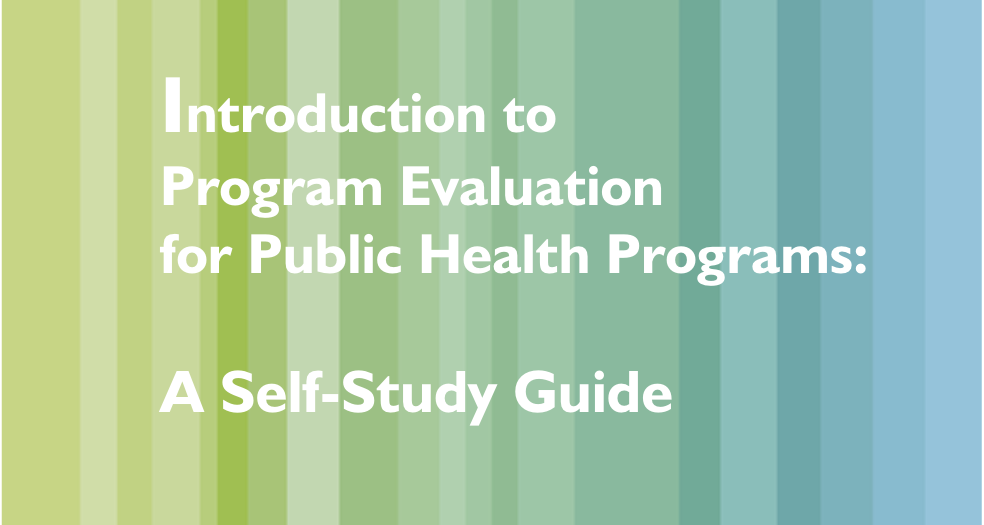 Introduction to
Program Evaluation
for Public Health Programs:
A Self-Study Guide